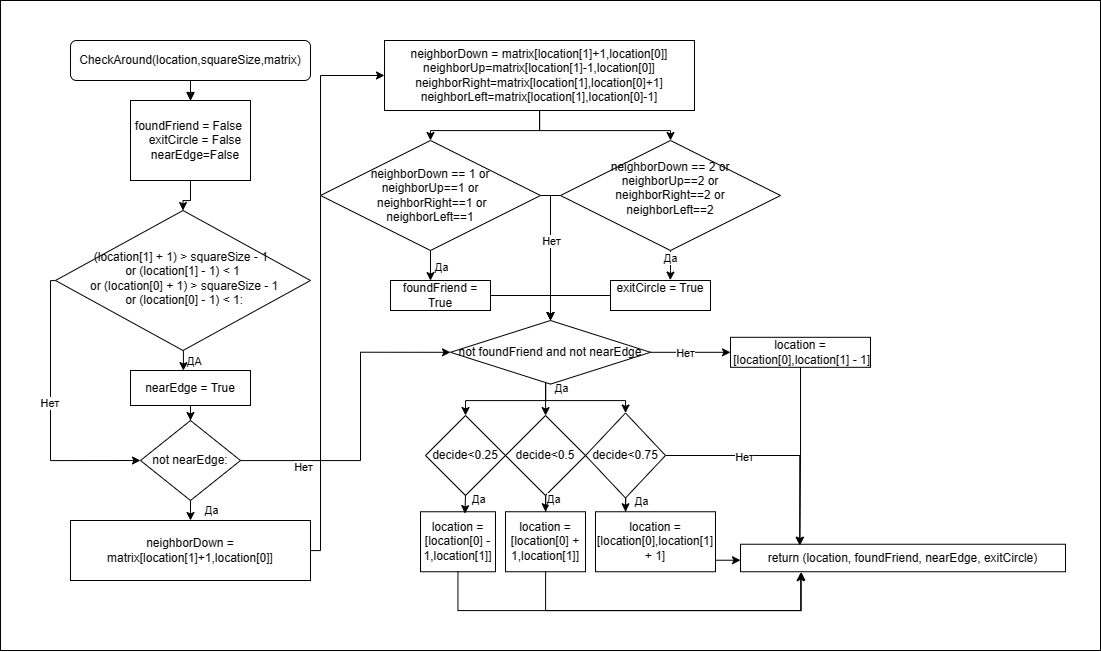 CheckAround(location,squareSize,matrix)
foundFriend = False
exitCircle = False
nearEdge=False
(location[1] + 1) > squareSize - 1
or (location[1] - 1) < 1
or (location[0] + 1) > squareSize - 1
or (location[0] - 1) < 1:
ДА
nearEdge = True
Нет
not nearEdge:
Нет
Да
neighborDown =
matrix[location[1]+1,location[0]]
neighborDown = matrix[location[1]+1,location[0]]
neighborUp=matrix[location[1]-1,location[0]]
neighborRight=matrix[location[1],location[0]+1]
neighborLeft=matrix[location[1],location[0]-1]
neighborDown == 1 or
neighborUp==1 or
neighborRight==1 or
neighborLeft==1
neighborDown == 2 or
neighborUp==2 or
neighborRight==2 or
neighborLeft==2
Нет
Да
Да
foundFriend =
True
exitCircle = True
not foundFriend and not nearEdge
Нет
location =
[location[0],location[1] - 1]
Да
decide<0.25
decide<0.5
decide<0.75
Нет
Да
Да
Да
location =
[location[0] -
1,location[1]]
location =
[location[0] +
1,location[1]]
location =
[location[0],location[1]
+ 1]
return (location, foundFriend, nearEdge, exitCircle)